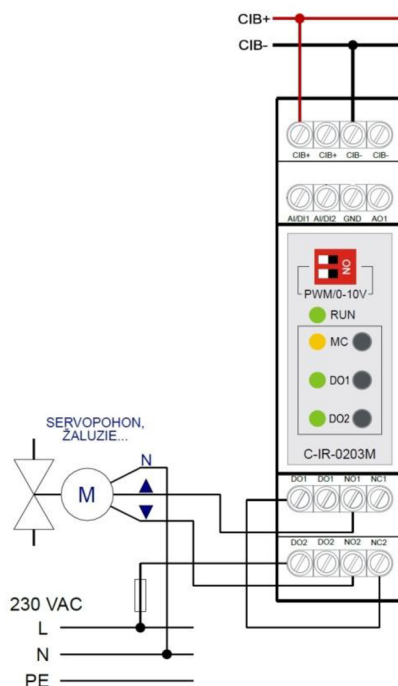 CIB+
CIB-
CIB+ CIB+ CIB- CIB-
AI/DI1 AI/DI2 GND AO1
ON
PWM/0-10V
RUN
MC
DO1
DO2
C-IR-0203M
SERVOPOHON,
ŽALUZIE...
N
M
DO1 DO1 NO1 NC1
DO2 DO2 NO2 NC2
230 VAC
L
N
PE